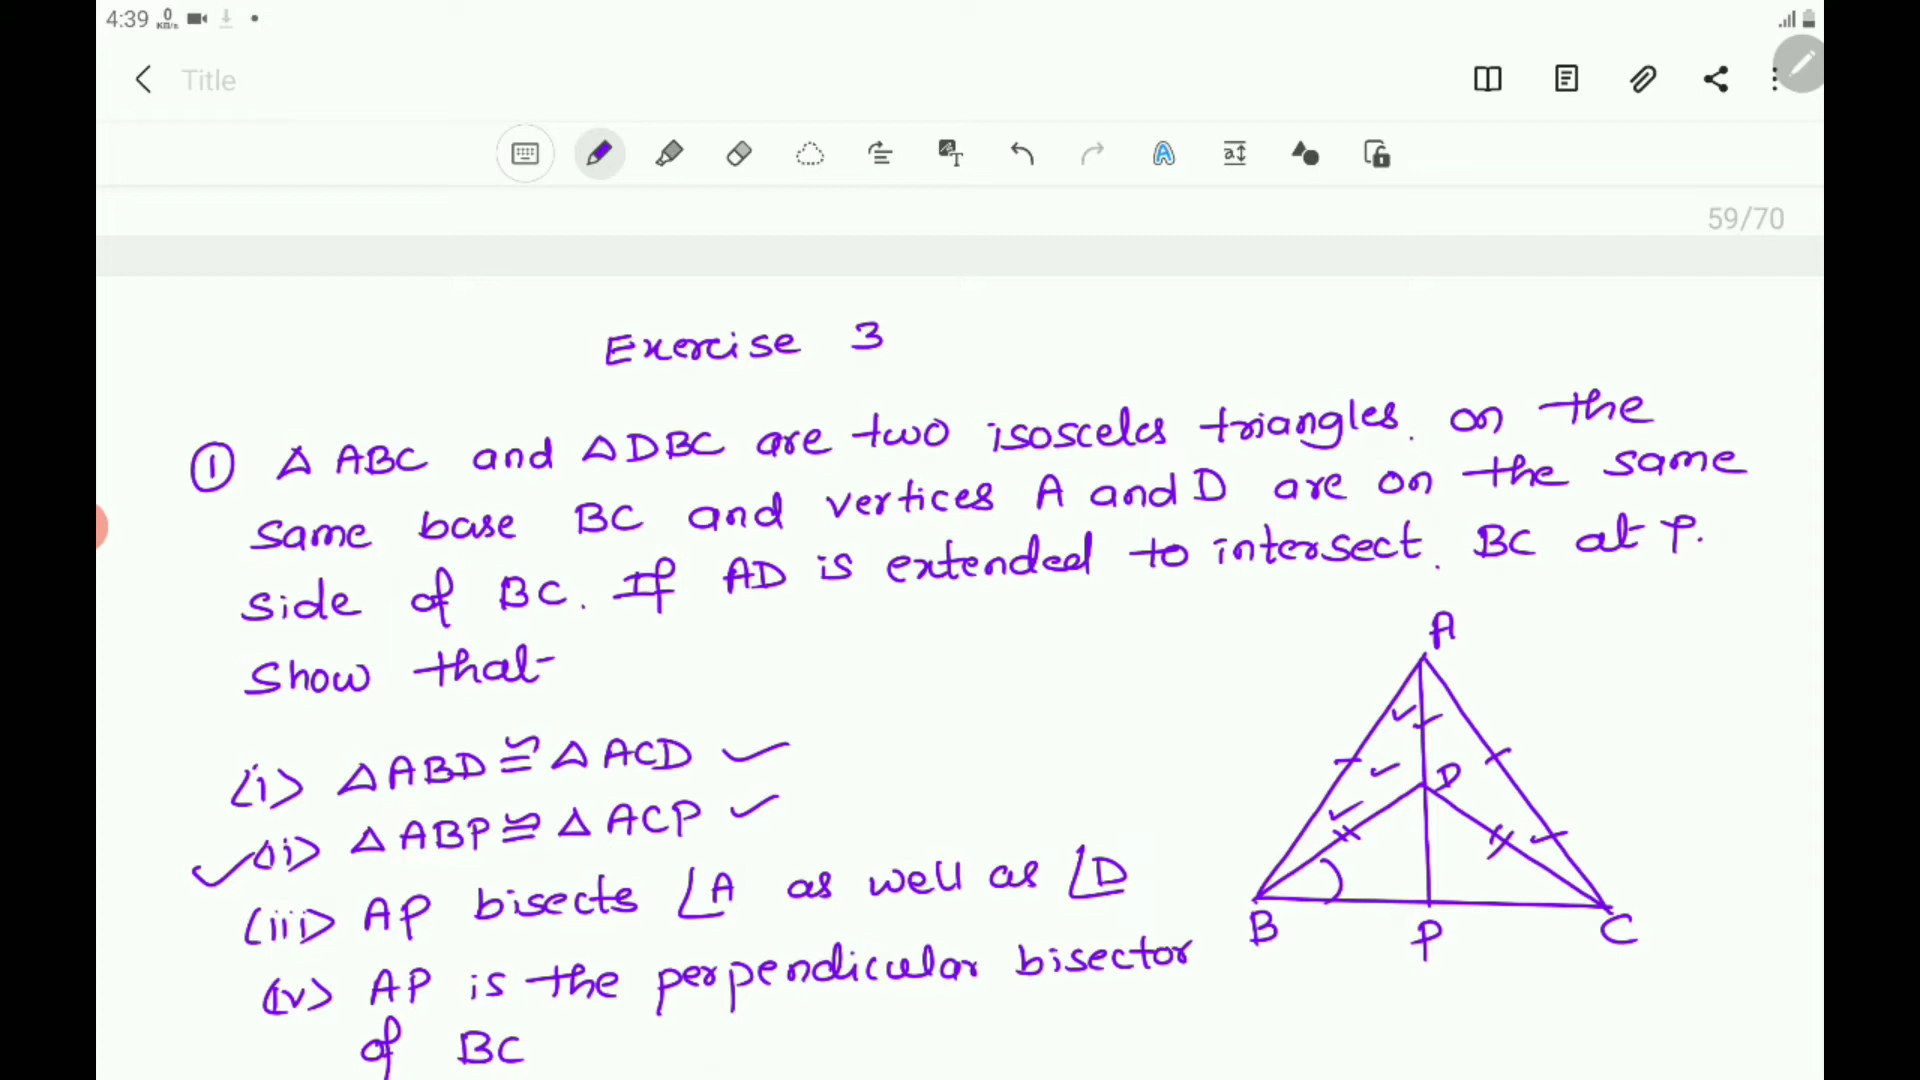 4:39 0 KB/s
Title
59/70
Exercise 3
① △ ABC and △DBC are two isosceles triangles. on the
same base BC and vertices A and D are on the same
side of BC. If AD is extended to intersect. BC at P.
Show that
(i) △ABD ≅ △ACD ✓
✓ (ii) △ABP ≅ △ACP ✓
(iii) AP bisects ∠A as well as ∠D
(iv) AP is the perpendicular bisector
of BC
A
D
B
P
C